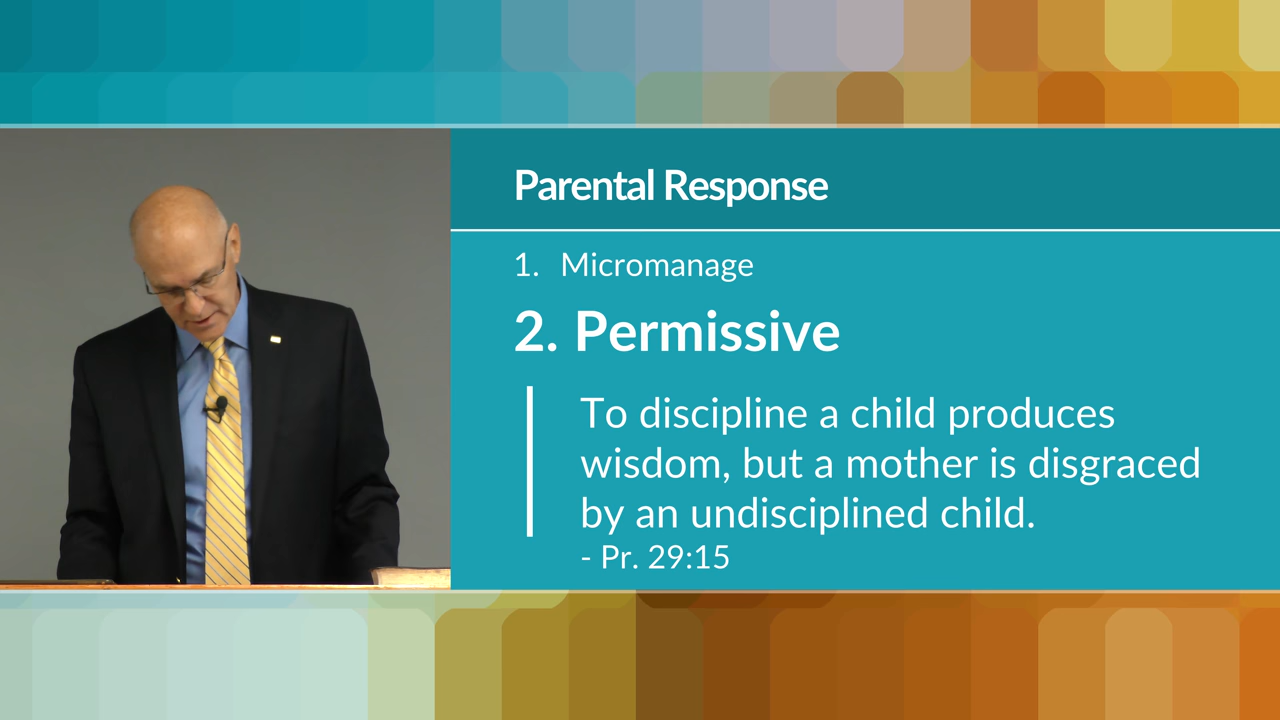 Parental Response
1. Micromanage
2. Permissive
To discipline a child produces
wisdom, but a mother is disgraced
by an undisciplined child.
- Pr. 29:15